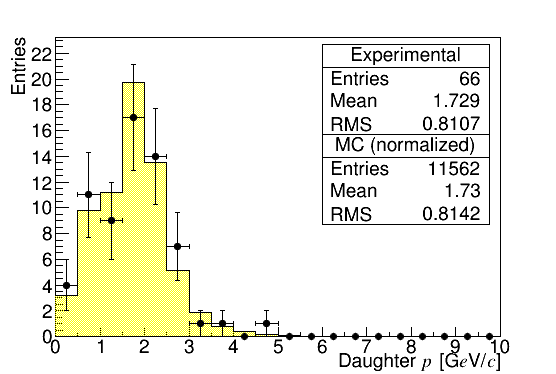 Entries
22
20
18
16
14
12
10
8
6
4
2
0
Experimental
Entries 66
Mean 1.729
RMS 0.8107
MC (normalized)
Entries 11562
Mean 1.73
RMS 0.8142
0 1 2 3 4 5 6 7 8 9 10
Daughter p [GeV/c]